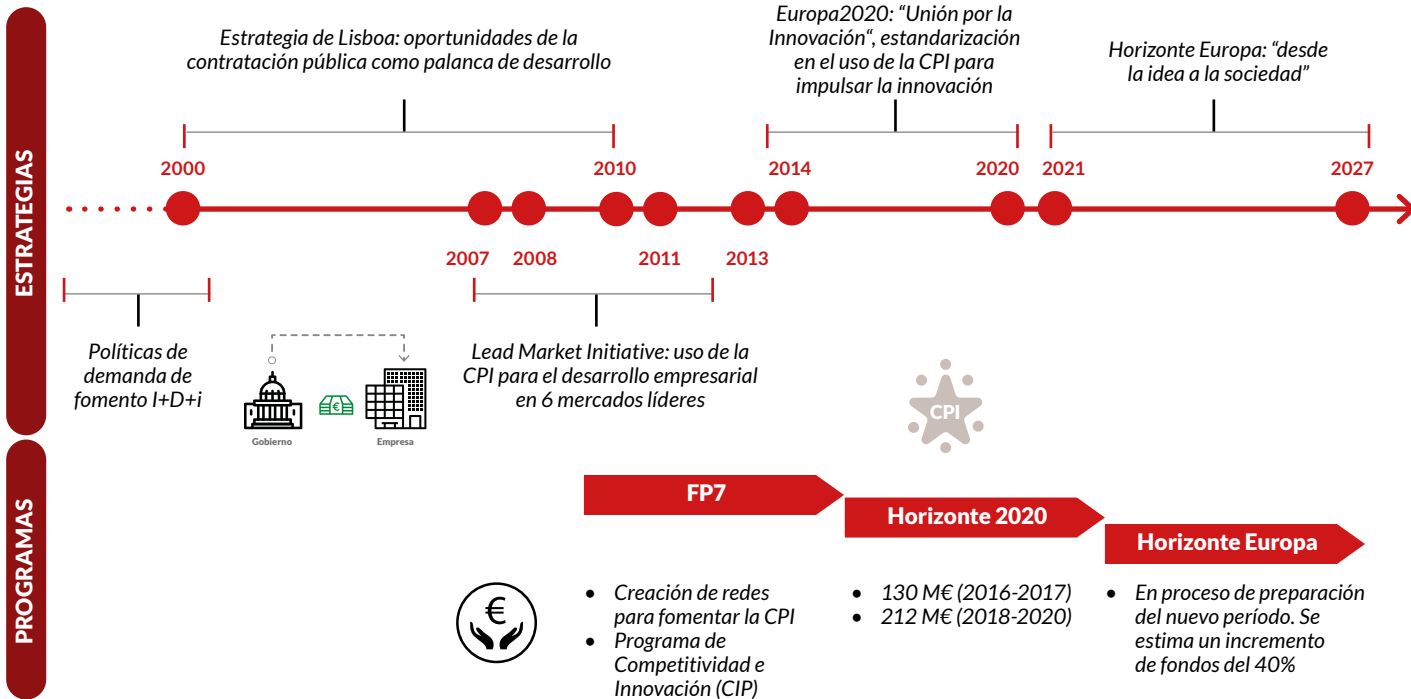 ESTRATEGIAS
Estrategia de Lisboa: oportunidades de la
contratación pública como palanca de desarrollo
Europa2020: “Unión por la
Innovación“, estandarización
en el uso de la CPI para
impulsar la innovación
Horizonte Europa: “desde
la idea a la sociedad”
2000
2010
2014
2020
2021
2027
2007
2008
2011
2013
Políticas de
demanda de
fomento I+D+i
€
Gobierno
Empresa
Lead Market Initiative: uso de la
CPI para el desarrollo empresarial
en 6 mercados líderes
CPI
PROGRAMAS
FP7
Horizonte 2020
Horizonte Europa
€
• Creación de redes
para fomentar la CPI
• Programa de
Competitividad e
Innovación (CIP)
• 130 M€ (2016-2017)
• 212 M€ (2018-2020)
• En proceso de preparación
del nuevo período. Se
estima un incremento
de fondos del 40%